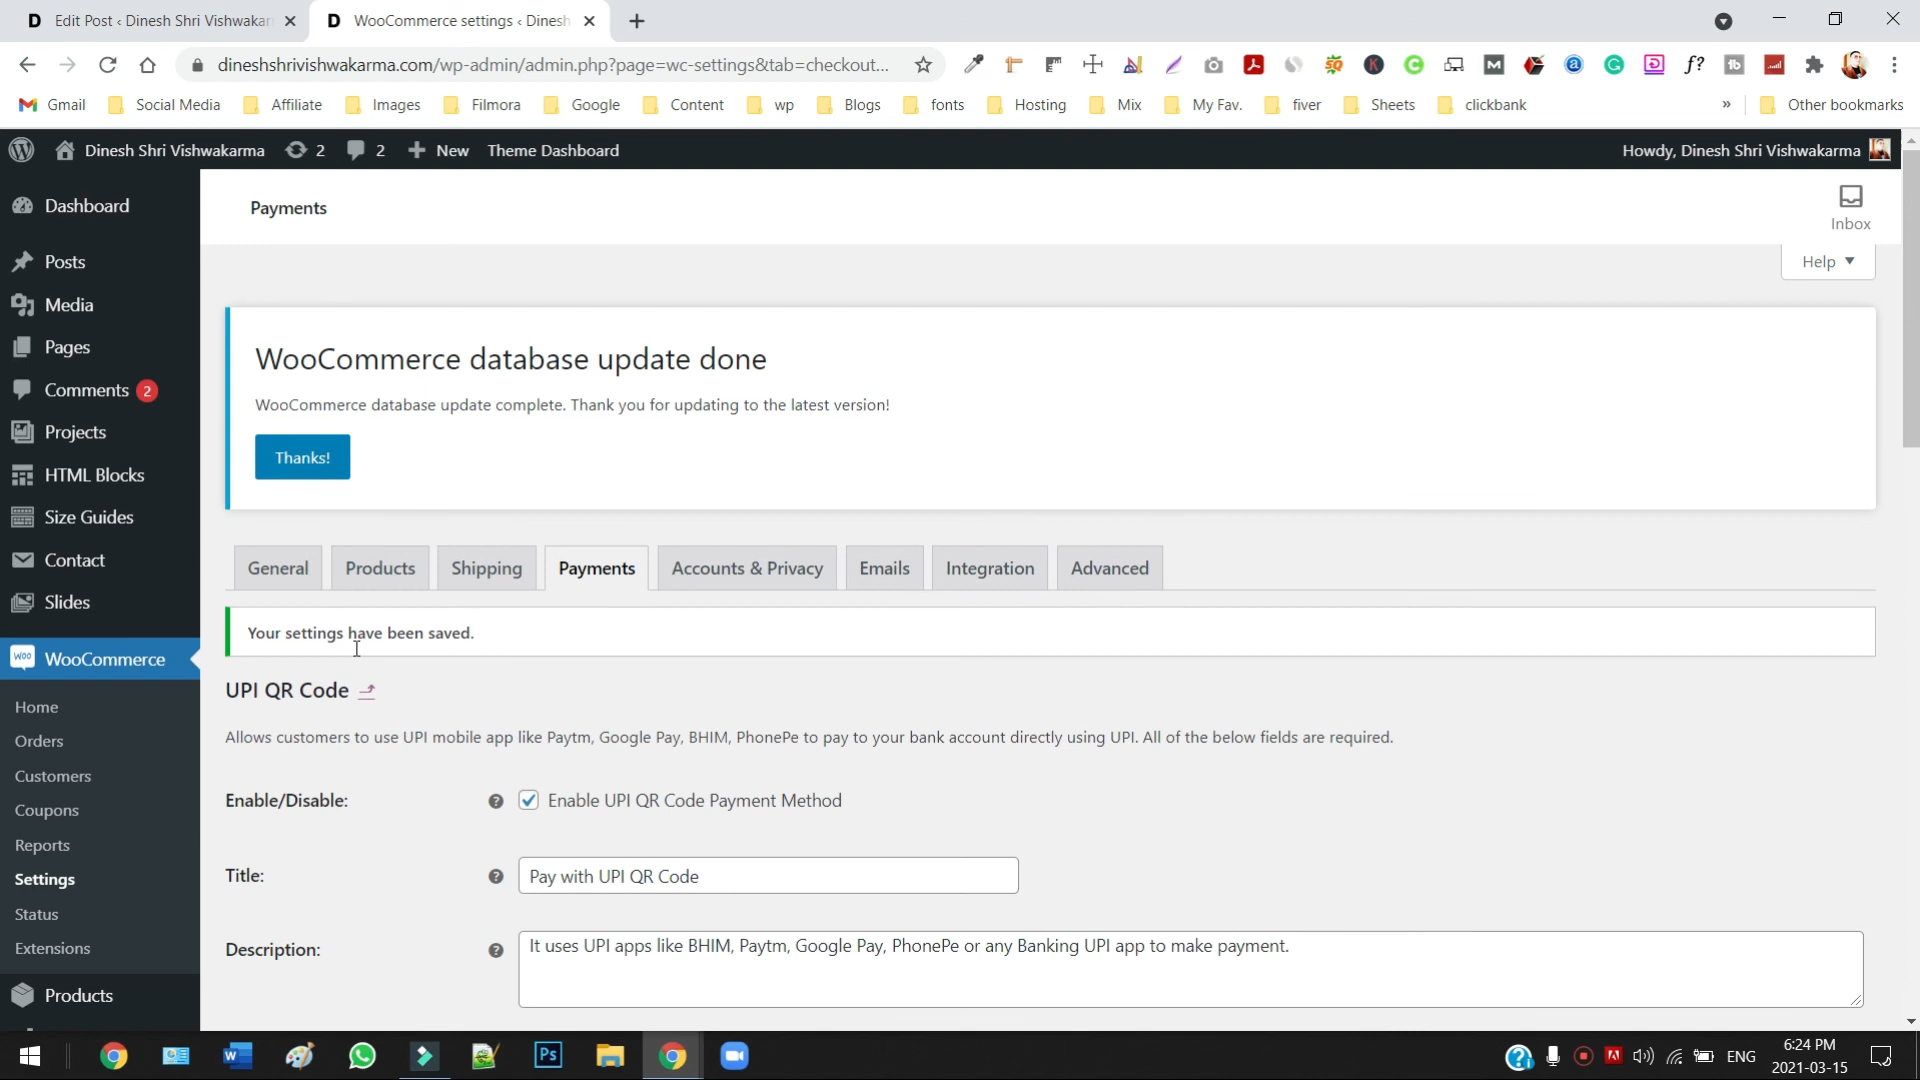 Edit Post ‹ Dinesh Shri Vishwakar
WooCommerce settings ‹ Dinesh
dineshshrivishwakarma.com/wp-admin/admin.php?page=wc-settings&tab=checkout...
Gmail Social Media Affiliate Images Filmora Google Content wp Blogs fonts Hosting Mix My Fav. fiver Sheets clickbank » Other bookmarks
Dinesh Shri Vishwakarma 2 2 New Theme Dashboard Howdy, Dinesh Shri Vishwakarma
Dashboard
Posts
Media
Pages
Comments 2
Projects
HTML Blocks
Size Guides
Contact
Slides
WooCommerce
Home
Orders
Customers
Coupons
Reports
Settings
Status
Extensions
Products
Payments
Inbox
Help
WooCommerce database update done
WooCommerce database update complete. Thank you for updating to the latest version!
Thanks!
General Products Shipping Payments Accounts & Privacy Emails Integration Advanced
Your settings have been saved.
UPI QR Code
Allows customers to use UPI mobile app like Paytm, Google Pay, BHIM, PhonePe to pay to your bank account directly using UPI. All of the below fields are required.
Enable/Disable: Enable UPI QR Code Payment Method
Title: Pay with UPI QR Code
Description: It uses UPI apps like BHIM, Paytm, Google Pay, PhonePe or any Banking UPI app to make payment.
ENG
6:24 PM
2021-03-15